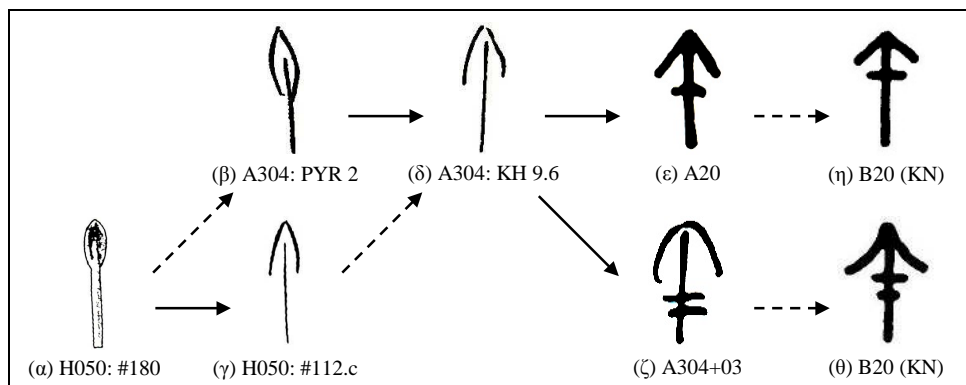 (β) A304: PYR 2 (δ) A304: KH 9.6 (ε) A20 (η) B20 (KN)
(α) H050: #180 (γ) H050: #112.c (ζ) A304+03 (θ) B20 (KN)